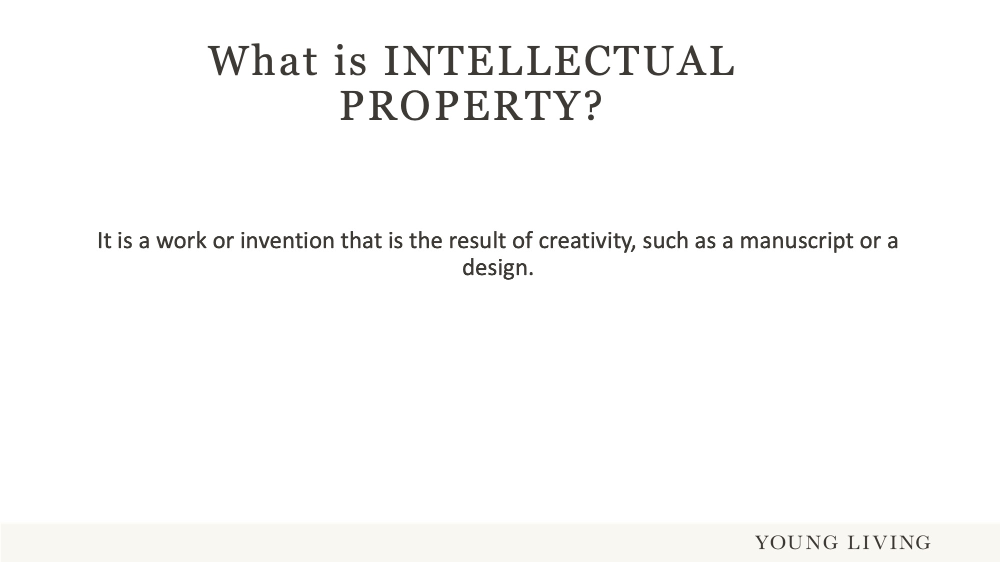 What is INTELLECTUAL
PROPERTY?
It is a work or invention that is the result of creativity, such as a manuscript or a
design.
YOUNG LIVING